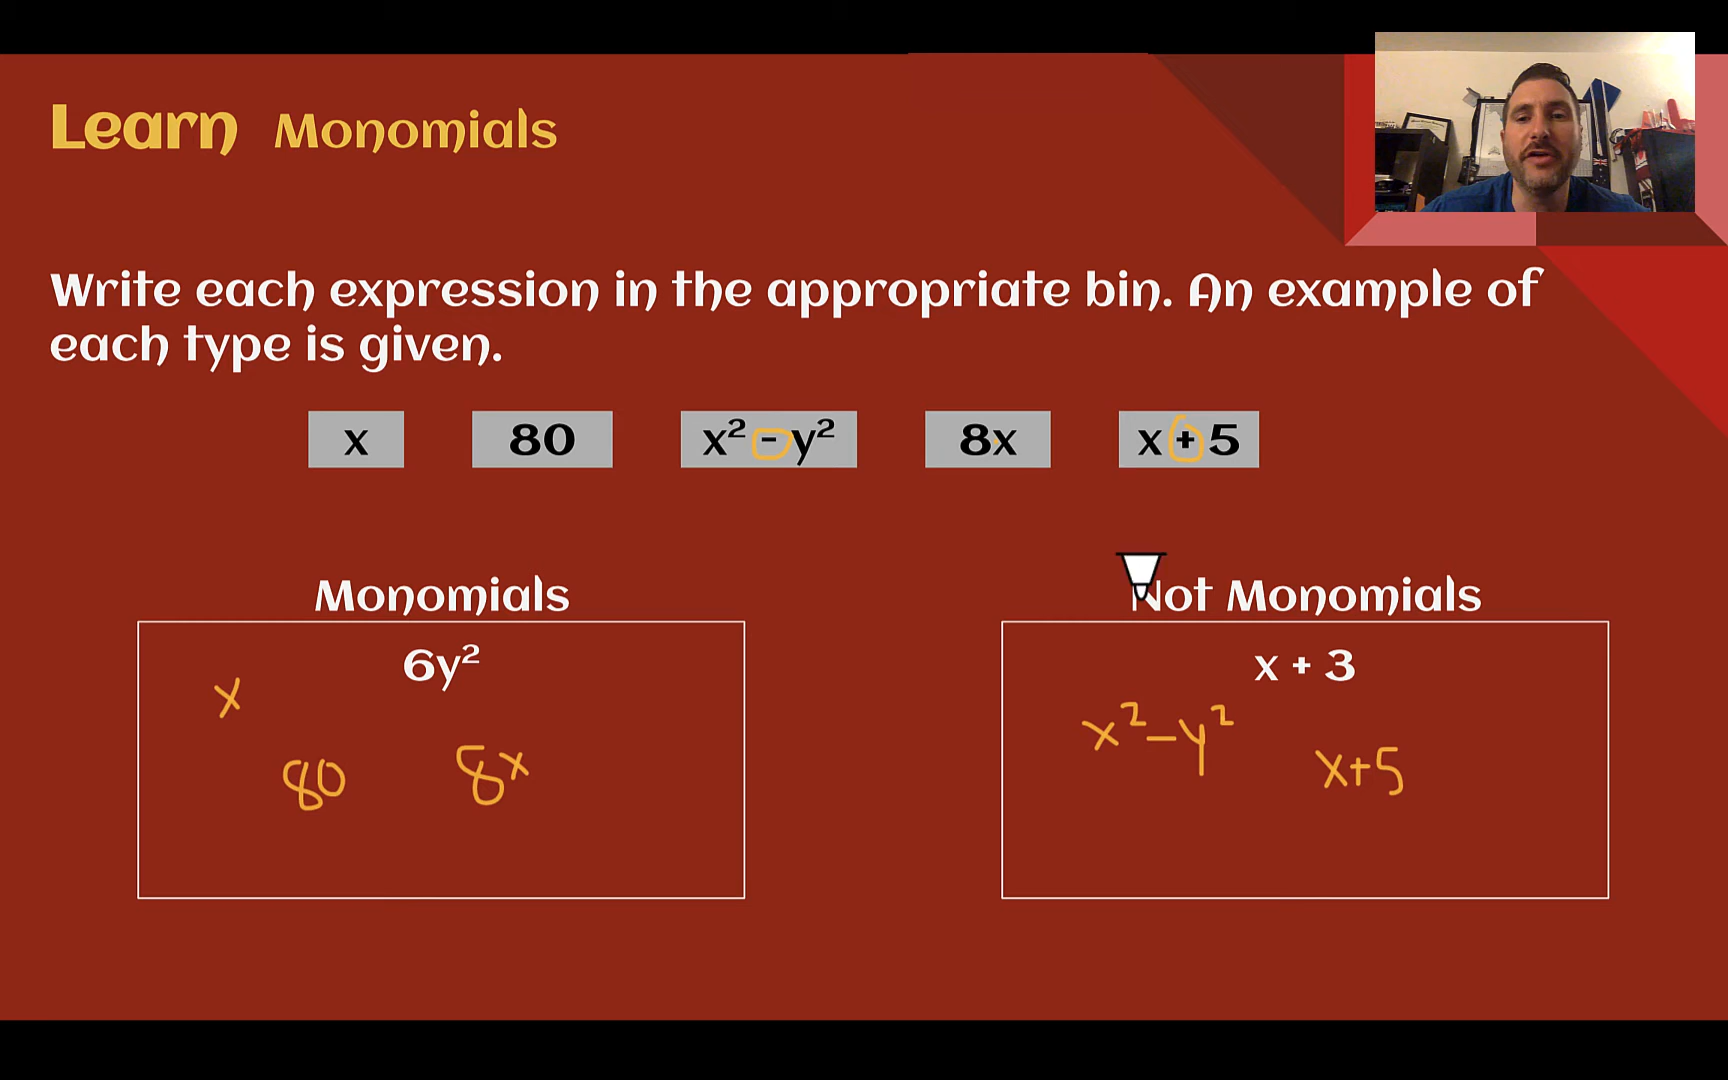 Learn Monomials
Write each expression in the appropriate bin. An example of
each type is given.
x 80 x² - y² 8x x + 5
Monomials Not Monomials
6y² x + 3
x x²-y²
80 8x x+5